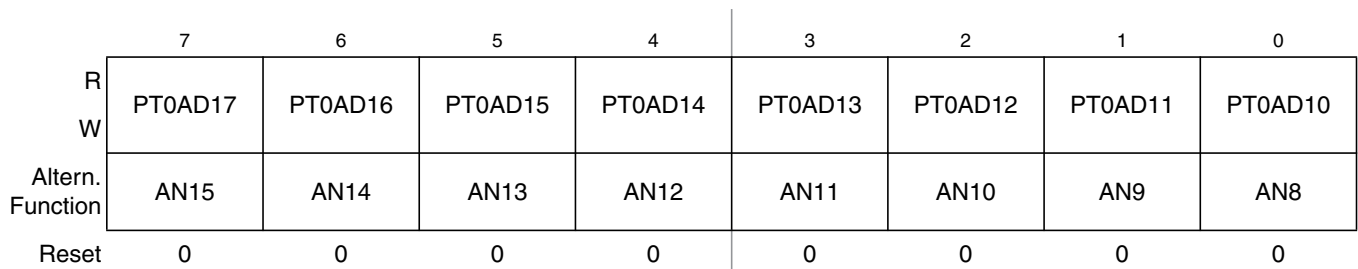 7 6 5 4 3 2 1 0
R
W
PT0AD17 PT0AD16 PT0AD15 PT0AD14 PT0AD13 PT0AD12 PT0AD11 PT0AD10
Altern.
Function
AN15 AN14 AN13 AN12 AN11 AN10 AN9 AN8
Reset 0 0 0 0 0 0 0 0